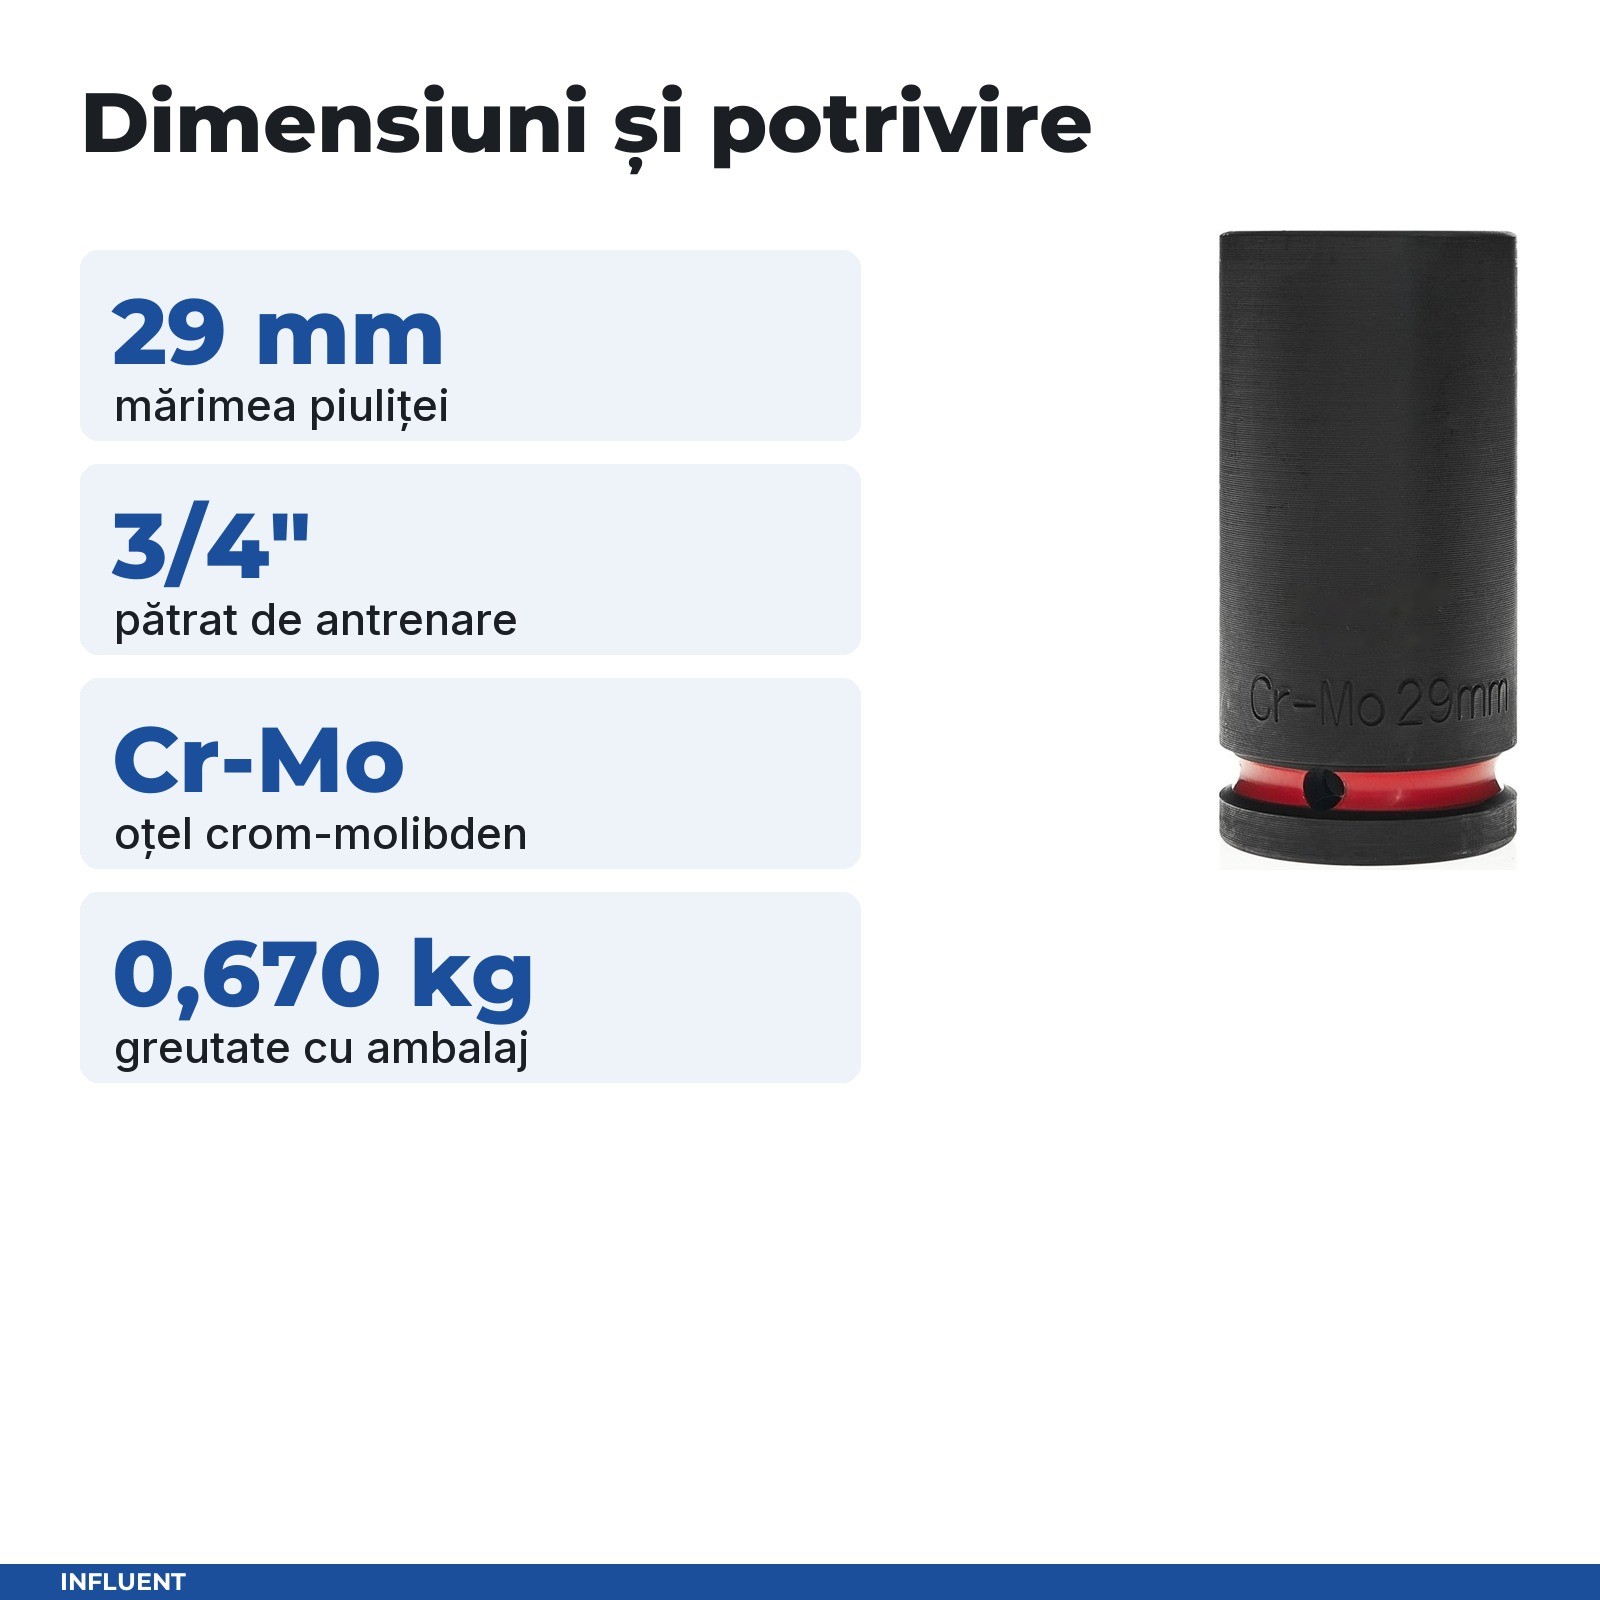 Dimensiuni și potrivire
29 mm
mărimea piuliței
3/4"
pătrat de antrenare
Cr-Mo
oțel crom-molibden
0,670 kg
greutate cu ambalaj
Cr-Mo 29mm
INFLUENT